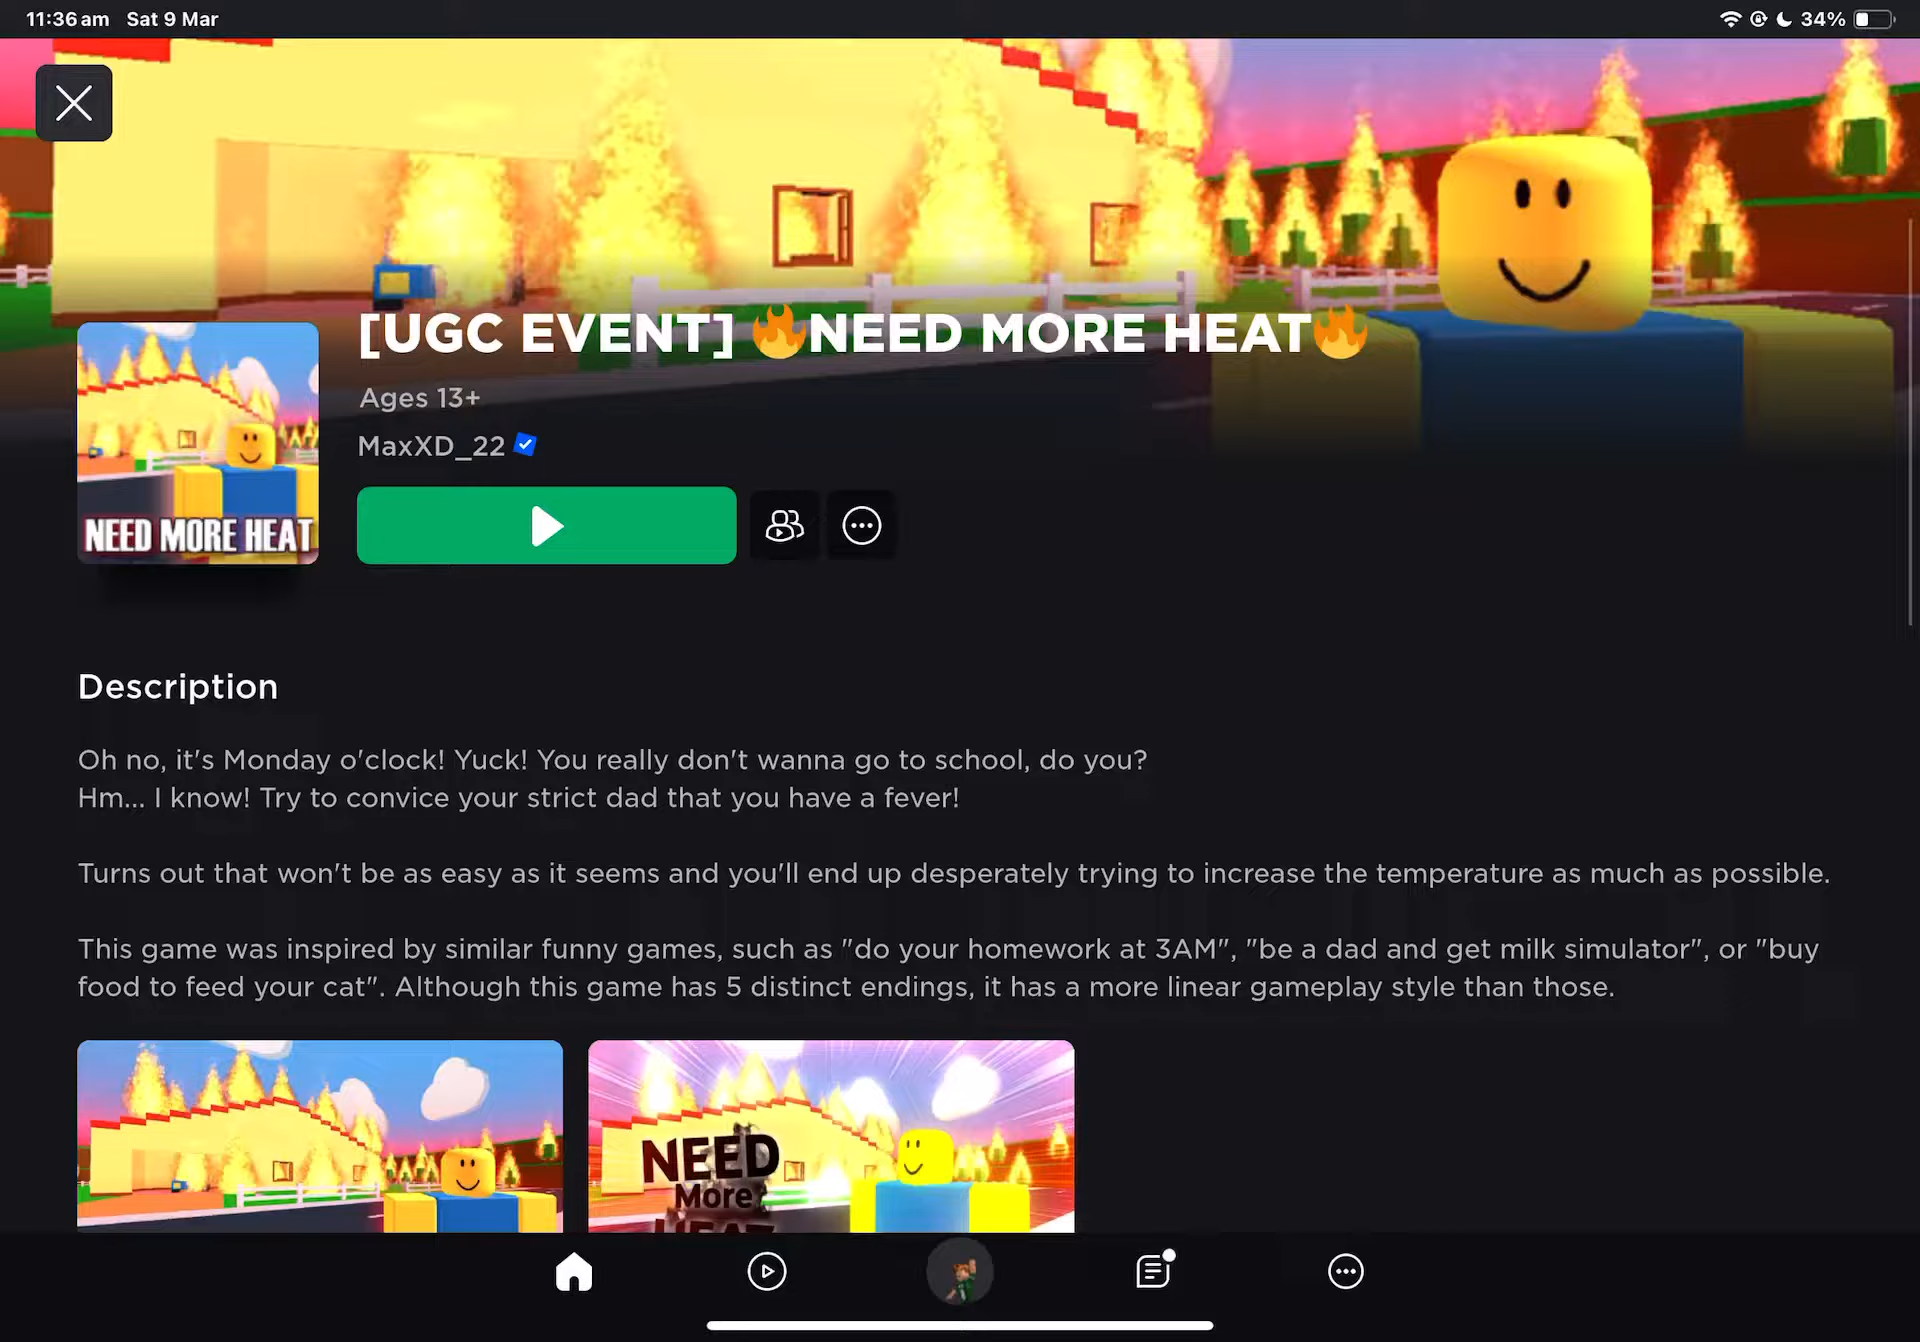 11:36 am Sat 9 Mar
34%
[UGC EVENT] 🔥NEED MORE HEAT🔥
Ages 13+
MaxXD_22
NEED MORE HEAT
Description
Oh no, it's Monday o'clock! Yuck! You really don't wanna go to school, do you?
Hm... I know! Try to convice your strict dad that you have a fever!
Turns out that won't be as easy as it seems and you'll end up desperately trying to increase the temperature as much as possible.
This game was inspired by similar funny games, such as "do your homework at 3AM", "be a dad and get milk simulator", or "buy
food to feed your cat". Although this game has 5 distinct endings, it has a more linear gameplay style than those.
NEED
More
HEAT